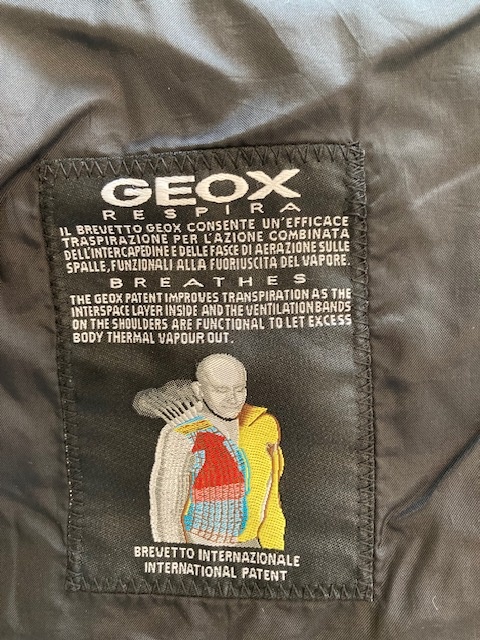 GEOX
RESPIRA
IL BREVETTO GEOX CONSENTE UN'EFFICACE
TRASPIRAZIONE PER L'AZIONE COMBINATA
DELL'INTERCAPEDINE E DELLE FASCE DI AERAZIONE SULLE
SPALLE, FUNZIONALI ALLA FUORIUSCITA DEL VAPORE.
BREATHES
THE GEOX PATENT IMPROVES TRANSPIRATION AS THE
INTERSPACE LAYER INSIDE AND THE VENTILATION BANDS
ON THE SHOULDERS ARE FUNCTIONAL TO LET EXCESS
BODY THERMAL VAPOUR OUT.
BREVETTO INTERNAZIONALE
INTERNATIONAL PATENT